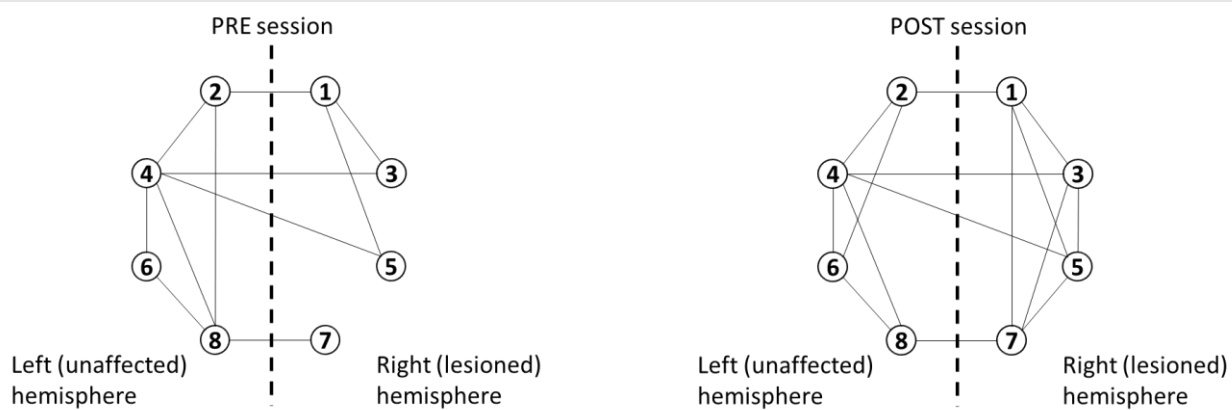 PRE session
2
1
4
3
6
5
8
7
Left (unaffected)
hemisphere
Right (lesioned)
hemisphere
POST session
2
1
4
3
6
5
8
7
Left (unaffected)
hemisphere
Right (lesioned)
hemisphere